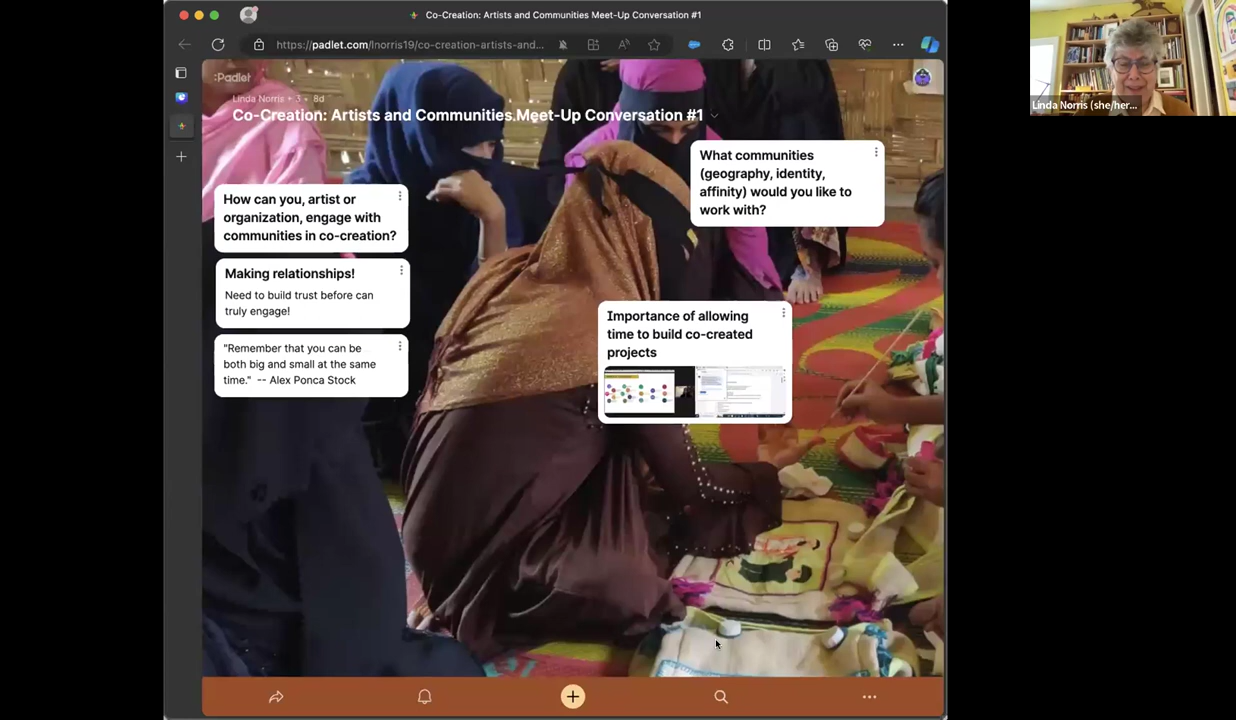 Co-Creation: Artists and Communities Meet-Up Conversation #1
https://padlet.com/lnorris19/co-creation-artists-and...
:Padlet
Linda Norris • 3 • 8d
Co-Creation: Artists and Communities Meet-Up Conversation #1
How can you, artist or
organization, engage with
communities in co-creation?
Making relationships!
Need to build trust before can
truly engage!
"Remember that you can be
both big and small at the same
time." -- Alex Ponca Stock
What communities
(geography, identity,
affinity) would you like to
work with?
Importance of allowing
time to build co-created
projects
Linda Norris (she/her...